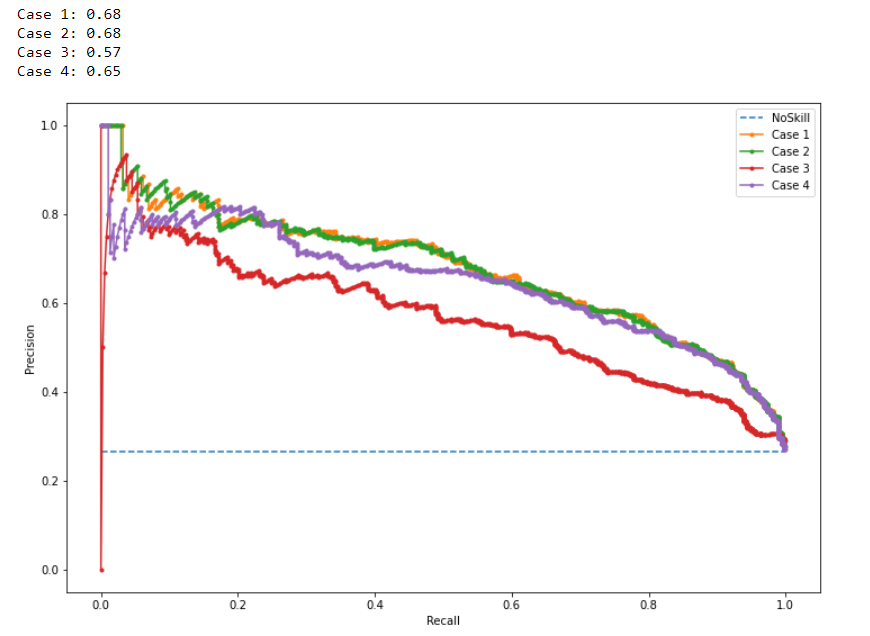 Case 1: 0.68
Case 2: 0.68
Case 3: 0.57
Case 4: 0.65
1.0
0.8
0.6
0.4
0.2
0.0
Precision
NoSkill
Case 1
Case 2
Case 3
Case 4
0.0 0.2 0.4 0.6 0.8 1.0
Recall